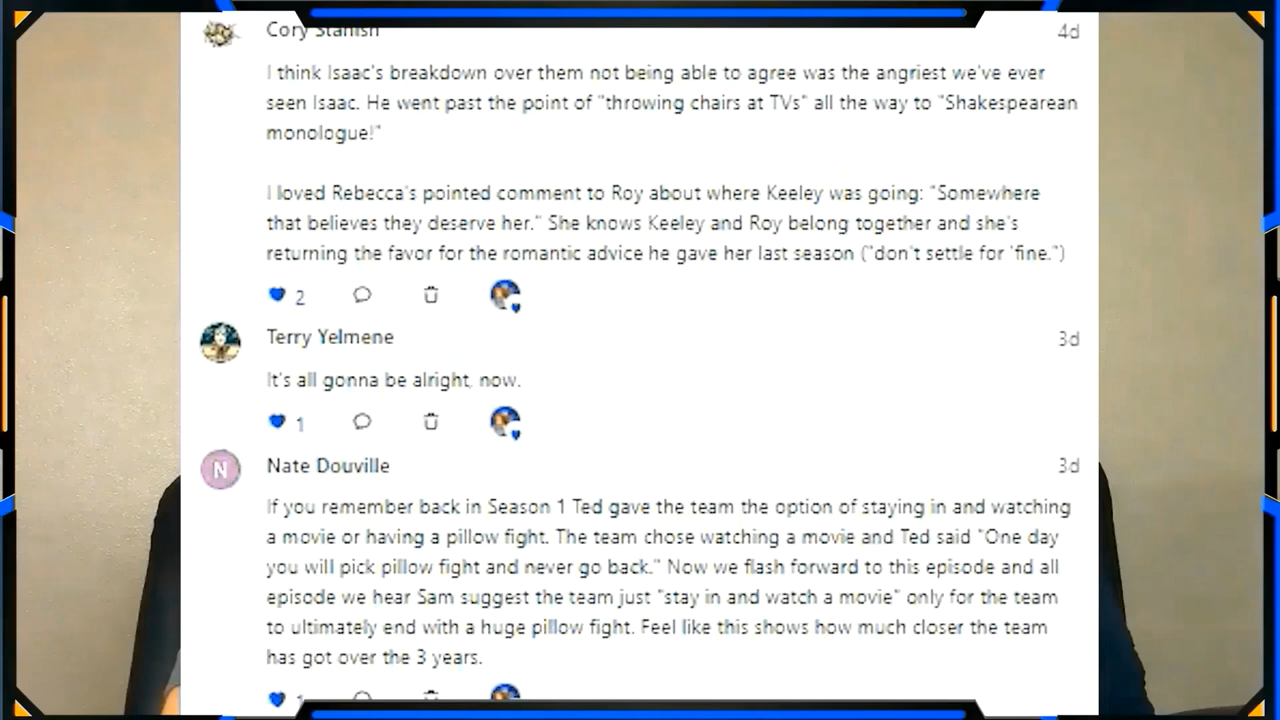 Cory Stanish
4d
I think Isaac's breakdown over them not being able to agree was the angriest we've ever
seen Isaac. He went past the point of "throwing chairs at TVs" all the way to "Shakespearean
monologue!"
I loved Rebecca's pointed comment to Roy about where Keeley was going: "Somewhere
that believes they deserve her." She knows Keeley and Roy belong together and she's
returning the favor for the romantic advice he gave her last season ("don't settle for 'fine.")
2
Terry Yelmene
3d
It's all gonna be alright, now.
1
N
Nate Douville
3d
If you remember back in Season 1 Ted gave the team the option of staying in and watching
a movie or having a pillow fight. The team chose watching a movie and Ted said "One day
you will pick pillow fight and never go back." Now we flash forward to this episode and all
episode we hear Sam suggest the team just "stay in and watch a movie" only for the team
to ultimately end with a huge pillow fight. Feel like this shows how much closer the team
has got over the 3 years.